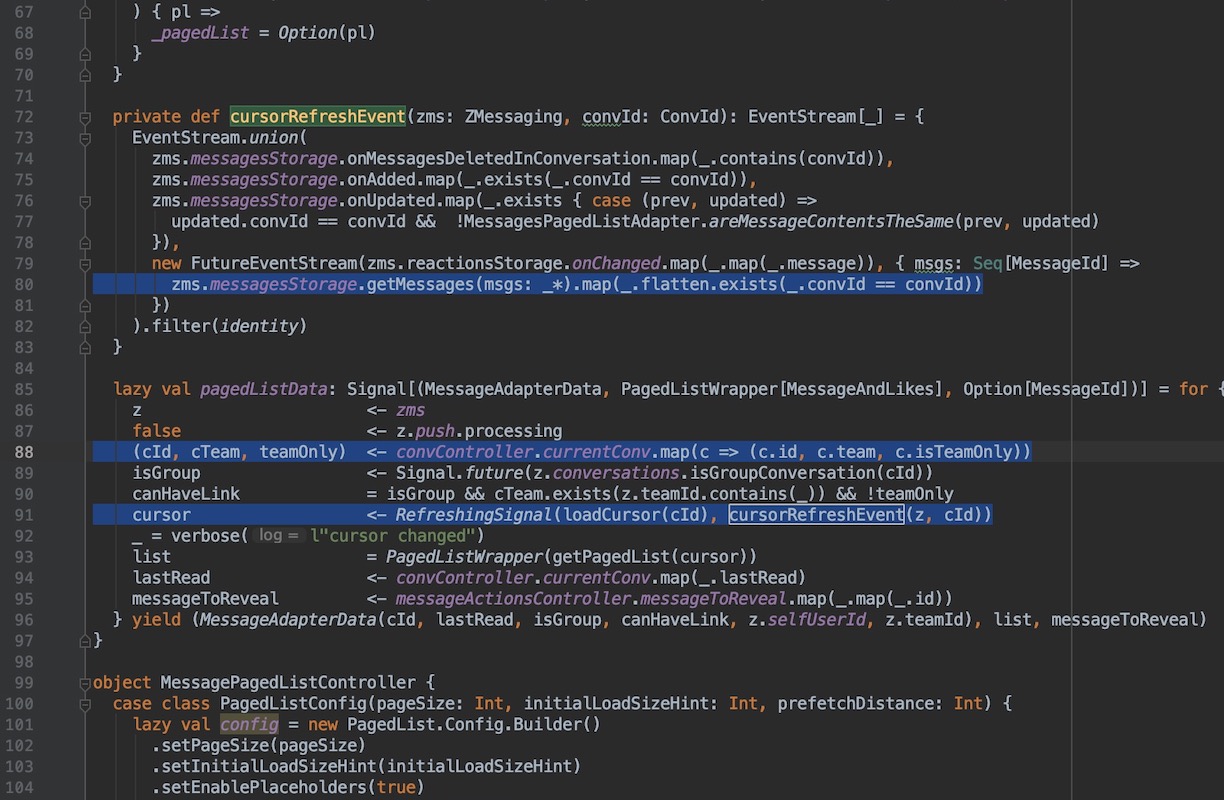 67 ) { pl =>
68 _pagedList = Option(pl)
69 }
70 }
71
72 private def cursorRefreshEvent(zms: ZMessaging, convId: ConvId): EventStream[_] = {
73 EventStream.union(
74 zms.messagesStorage.onMessagesDeletedInConversation.map(_.contains(convId)),
75 zms.messagesStorage.onAdded.map(_.exists(_.convId == convId)),
76 zms.messagesStorage.onUpdated.map(_.exists { case (prev, updated) =>
77 updated.convId == convId &&  !MessagesPagedListAdapter.areMessageContentsTheSame(prev, updated)
78 }),
79 new FutureEventStream(zms.reactionsStorage.onChanged.map(_.map(_.message)), { msgs: Seq[MessageId] =>
80 zms.messagesStorage.getMessages(msgs: _*).map(_.flatten.exists(_.convId == convId))
81 })
82 ).filter(identity)
83 }
84
85 lazy val pagedListData: Signal[(MessageAdapterData, PagedListWrapper[MessageAndLikes], Option[MessageId])] = for {
86 z <- zms
87 false <- z.push.processing
88 (cId, cTeam, teamOnly) <- convController.currentConv.map(c => (c.id, c.team, c.isTeamOnly))
89 isGroup <- Signal.future(z.conversations.isGroupConversation(cId))
90 canHaveLink = isGroup && cTeam.exists(z.teamId.contains(_)) && !teamOnly
91 cursor <- RefreshingSignal(loadCursor(cId), cursorRefreshEvent(z, cId))
92 _ = verbose( log = l"cursor changed")
93 list = PagedListWrapper(getPagedList(cursor))
94 lastRead <- convController.currentConv.map(_.lastRead)
95 messageToReveal <- messageActionsController.messageToReveal.map(_.map(_.id))
96 } yield (MessageAdapterData(cId, lastRead, isGroup, canHaveLink, z.selfUserId, z.teamId), list, messageToReveal)
97 }
98
99 object MessagePagedListController {
100 case class PagedListConfig(pageSize: Int, initialLoadSizeHint: Int, prefetchDistance: Int) {
101 lazy val config = new PagedList.Config.Builder()
102 .setPageSize(pageSize)
103 .setInitialLoadSizeHint(initialLoadSizeHint)
104 .setEnablePlaceholders(true)